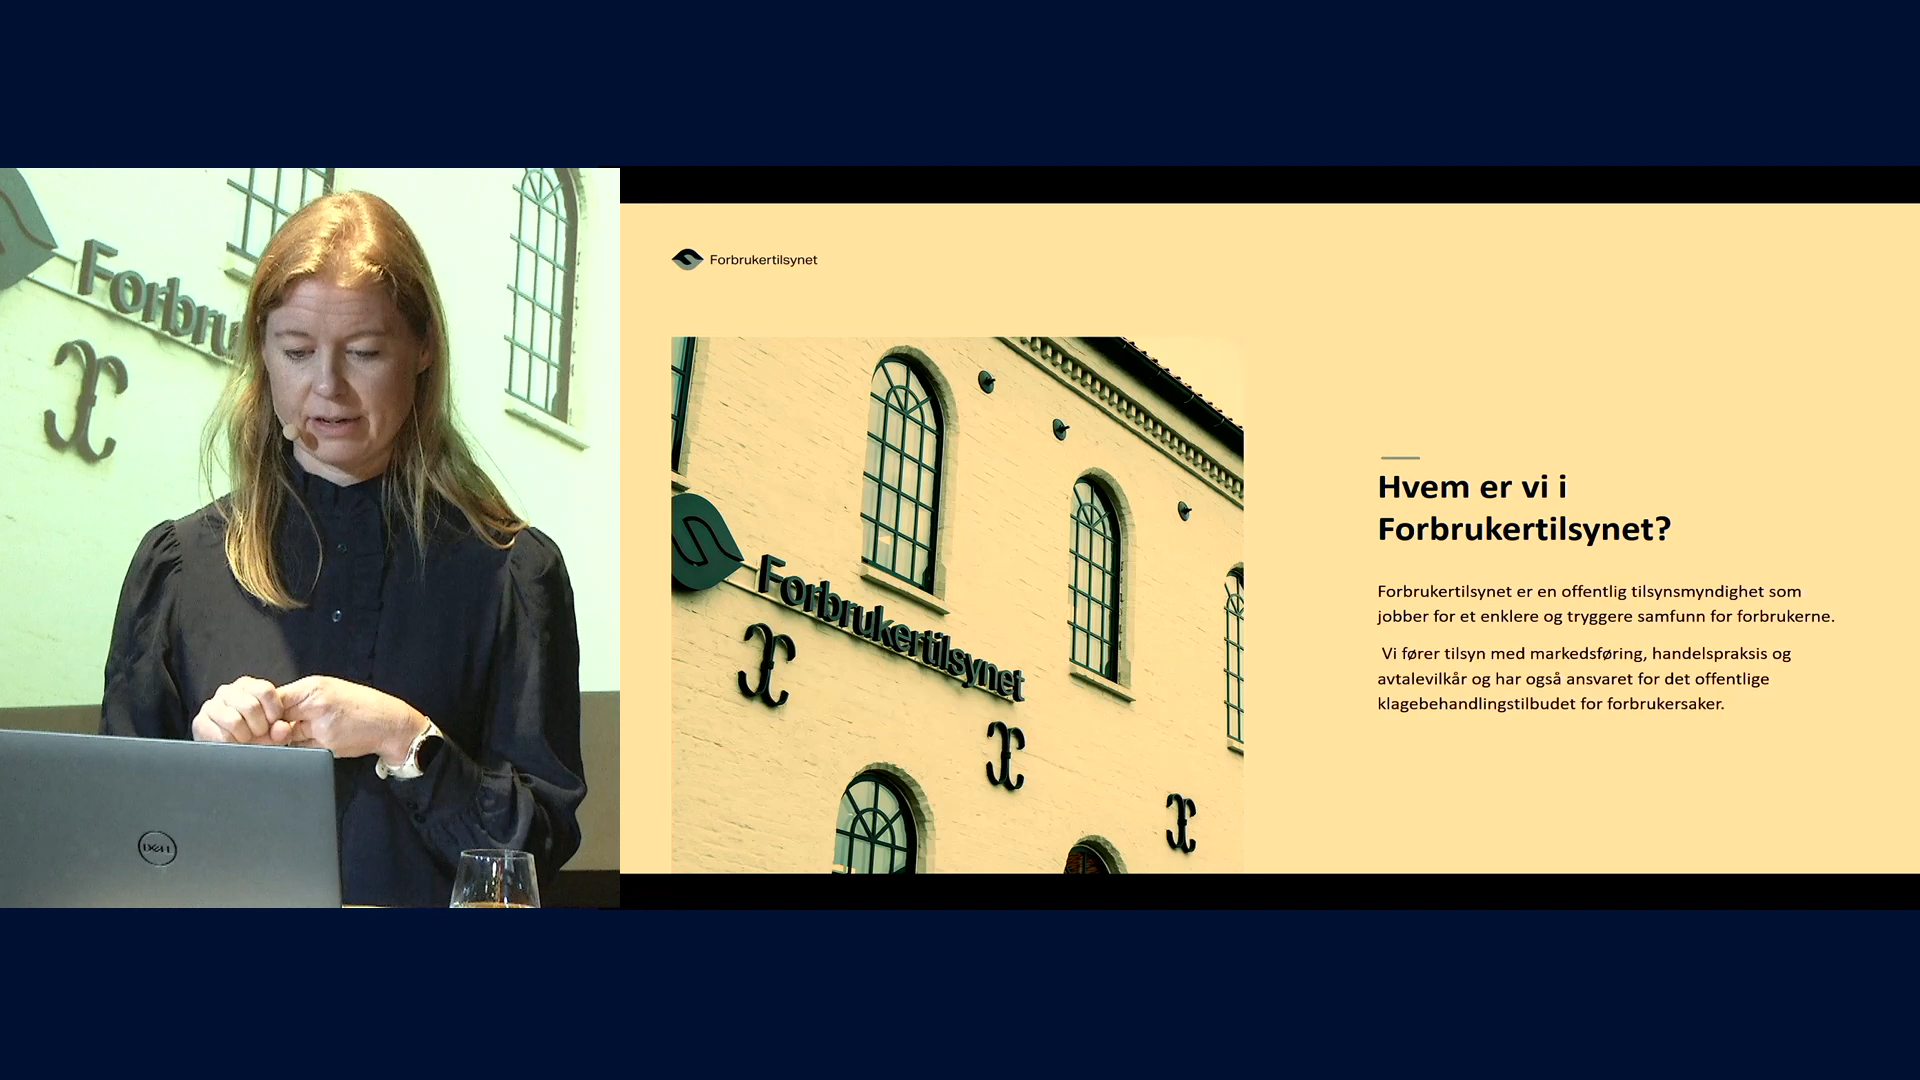 Forbru
DELL
Forbrukertilsynet
Forbrukertilsynet
Hvem er vi i
Forbrukertilsynet?
Forbrukertilsynet er en offentlig tilsynsmyndighet som
jobber for et enklere og tryggere samfunn for forbrukerne.
Vi fører tilsyn med markedsføring, handelspraksis og
avtalevilkår og har også ansvaret for det offentlige
klagebehandlingstilbudet for forbrukersaker.